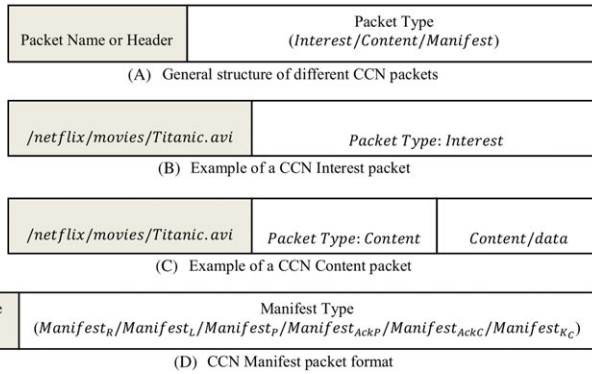 Packet Name or Header
Packet Type
(Interest/Content/Manifest)
(A) General structure of different CCN packets
/netflix/movies/Titanic.avi
Packet Type: Interest
(B) Example of a CCN Interest packet
/netflix/movies/Titanic.avi
Packet Type: Content
Content/data
(C) Example of a CCN Content packet
Manifest Type
(Manifest_R/Manifest_L/Manifest_P/Manifest_AckP/Manifest_AckC/Manifest_K_C)
(D) CCN Manifest packet format